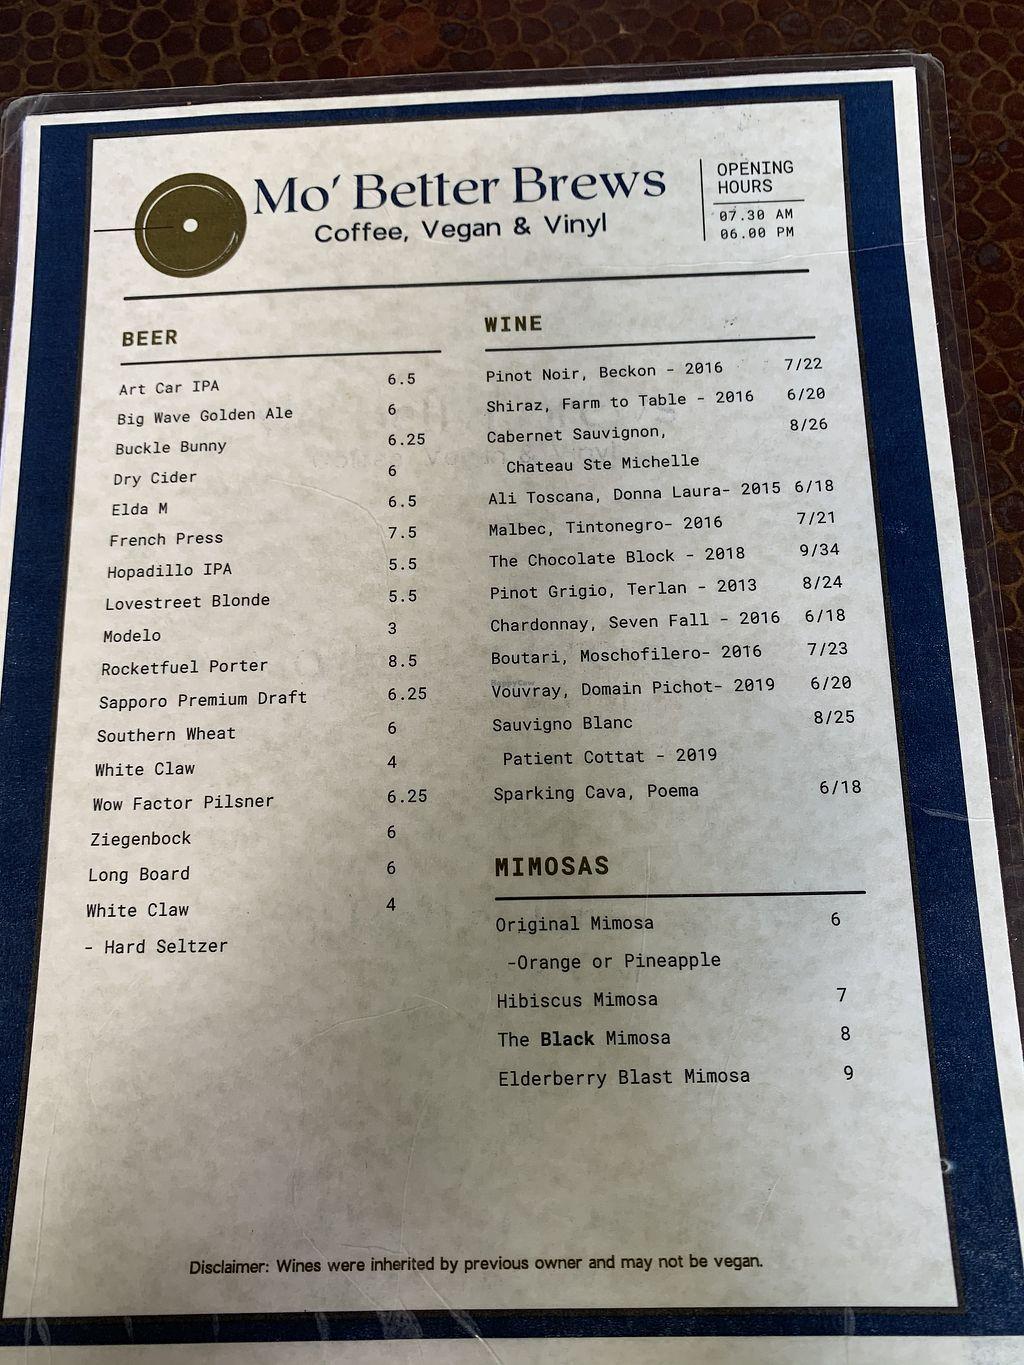 Mo' Better Brews
Coffee, Vegan & Vinyl
OPENING
HOURS
07.30 AM
06.00 PM
BEER
Art Car IPA 6.5
Big Wave Golden Ale 6
Buckle Bunny 6.25
Dry Cider 6
Elda M 6.5
French Press 7.5
Hopadillo IPA 5.5
Lovestreet Blonde 5.5
Modelo 3
Rocketfuel Porter 8.5
Sapporo Premium Draft 6.25
Southern Wheat 6
White Claw 4
Wow Factor Pilsner 6.25
Ziegenbock 6
Long Board 6
White Claw 4
- Hard Seltzer
WINE
Pinot Noir, Beckon - 2016 7/22
Shiraz, Farm to Table - 2016 6/20
Cabernet Sauvignon, 8/26
Chateau Ste Michelle
Ali Toscana, Donna Laura- 2015 6/18
Malbec, Tintonegro- 2016 7/21
The Chocolate Block - 2018 9/34
Pinot Grigio, Terlan - 2013 8/24
Chardonnay, Seven Fall - 2016 6/18
Boutari, Moschofilero- 2016 7/23
HappyCow
Vouvray, Domain Pichot- 2019 6/20
Sauvigno Blanc 8/25
Patient Cottat - 2019
Sparking Cava, Poema 6/18
MIMOSAS
Original Mimosa 6
-Orange or Pineapple
Hibiscus Mimosa 7
The Black Mimosa 8
Elderberry Blast Mimosa 9
Disclaimer: Wines were inherited by previous owner and may not be vegan.